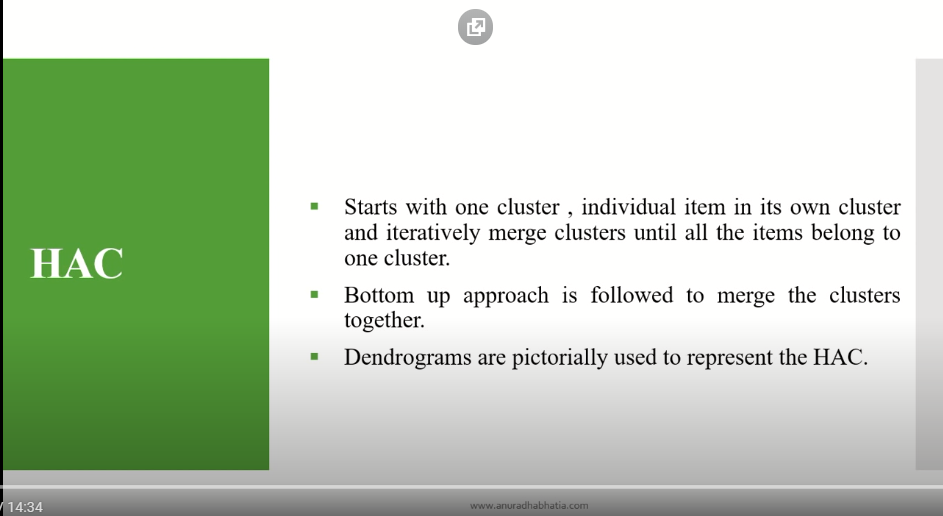 HAC
Starts with one cluster , individual item in its own cluster
and iteratively merge clusters until all the items belong to
one cluster.
Bottom up approach is followed to merge the clusters
together.
Dendrograms are pictorially used to represent the HAC.
/ 14:34
www.anuradhabhatia.com